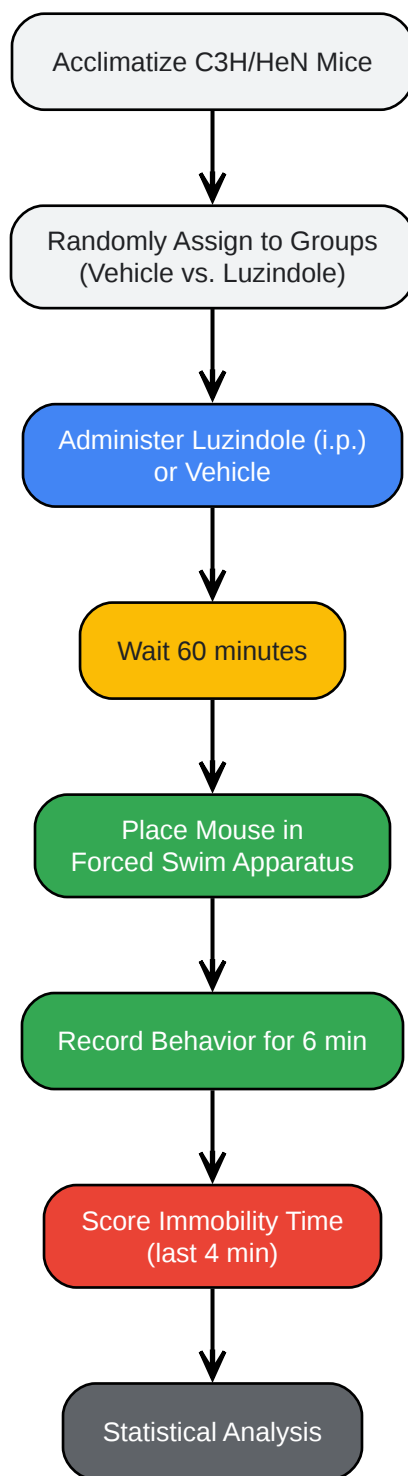 Acclimatize C3H/HeN Mice
Randomly Assign to Groups
(Vehicle vs. Luzindole)
Administer Luzindole (i.p.)
or Vehicle
Wait 60 minutes
Place Mouse in
Forced Swim Apparatus
Record Behavior for 6 min
Score Immobility Time
(last 4 min)
Statistical Analysis